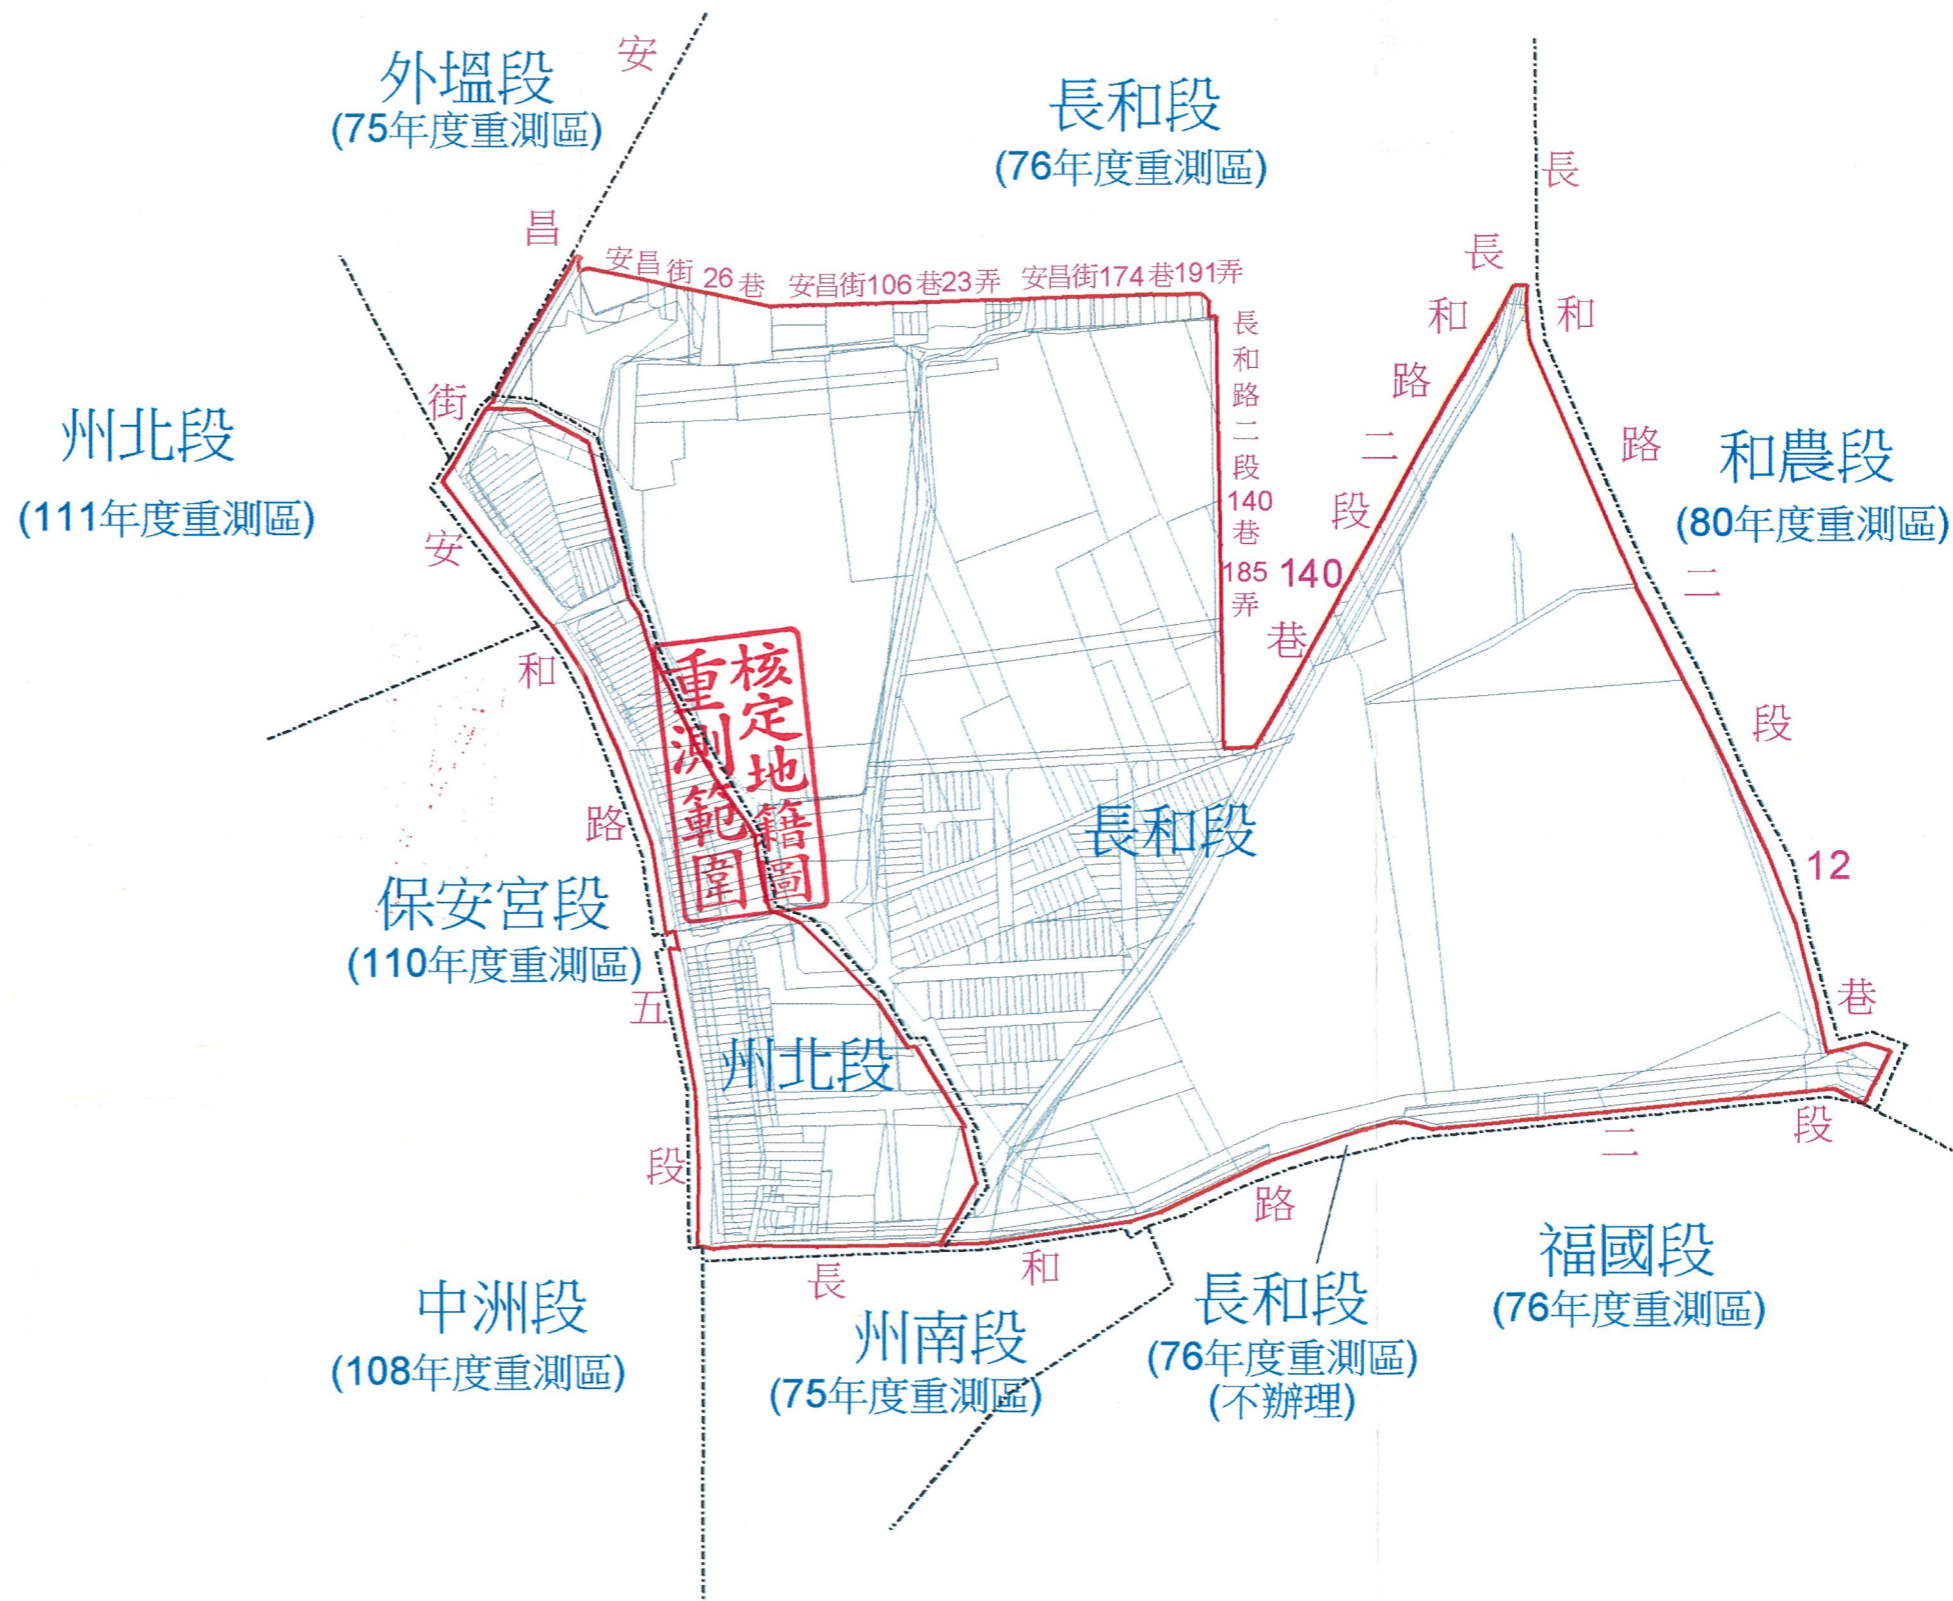 外塭段
(75年度重測區)
長和段
(76年度重測區)
安昌街
安昌街26巷
安昌街106巷23弄
安昌街174巷191弄
長和路二段140巷185弄
長和路二段140巷
長和路二段12巷
州北段
(111年度重測區)
和農段
(80年度重測區)
安和路五段
核定地籍圖
重測範圍
長和段
保安宮段
(110年度重測區)
州北段
長和路二段
中洲段
(108年度重測區)
州南段
(75年度重測區)
長和段
(76年度重測區)
(不辦理)
福國段
(76年度重測區)